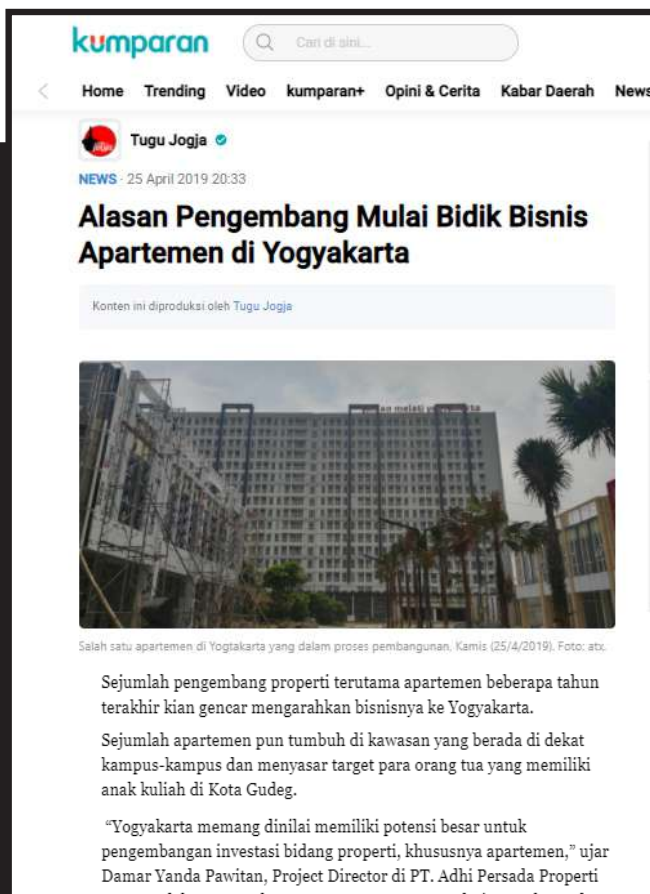 kumparan
Cari di sini...
Home Trending Video kumparan+ Opini & Cerita Kabar Daerah News
Tugu Jogja
NEWS · 25 April 2019 20:33
Alasan Pengembang Mulai Bidik Bisnis
Apartemen di Yogyakarta
Konten ini diproduksi oleh Tugu Jogja
melati
Salah satu apartemen di Yogtakarta yang dalam proses pembangunan, Kamis (25/4/2019). Foto: atx.
Sejumlah pengembang properti terutama apartemen beberapa tahun
terakhir kian gencar mengarahkan bisnisnya ke Yogyakarta.
Sejumlah apartemen pun tumbuh di kawasan yang berada di dekat
kampus-kampus dan menyasar target para orang tua yang memiliki
anak kuliah di Kota Gudeg.
“Yogyakarta memang dinilai memiliki potensi besar untuk
pengembangan investasi bidang properti, khususnya apartemen,” ujar
Damar Yanda Pawitan, Project Director di PT. Adhi Persada Properti